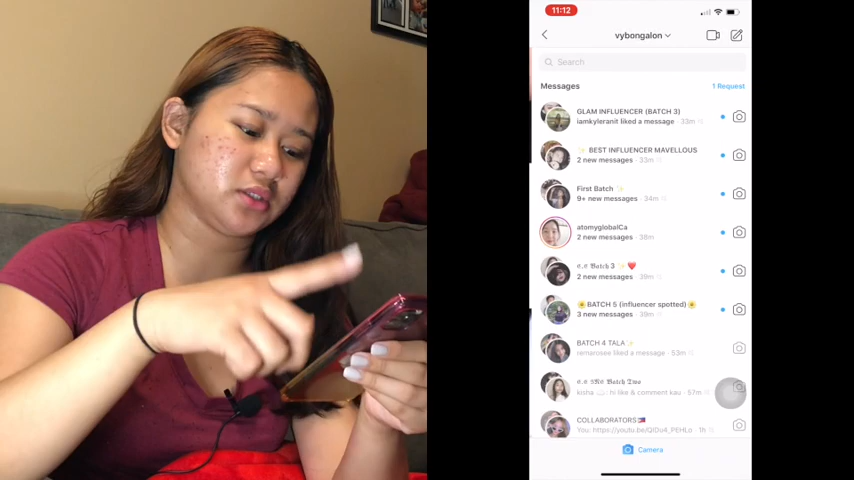 11:12
vybongalon
Search
Messages
1 Request
GLAM INFLUENCER (BATCH 3)
iamkyleranit liked a message · 33m
✨ BEST INFLUENCER MAVELLOUS
2 new messages · 33m
First Batch ✨
9+ new messages · 34m
atomyglobalCa
2 new messages · 38m
2 new messages · 39m
🌼BATCH 5 (influencer spotted)🌼
3 new messages · 39m
BATCH 4 TALA ✨
remerosee liked a message · 53m
kisha ☁️ : ni like & comment kau · 57m
COLLABORATORS🇵🇭
You: https://youtu.be/ · 1h
Camera